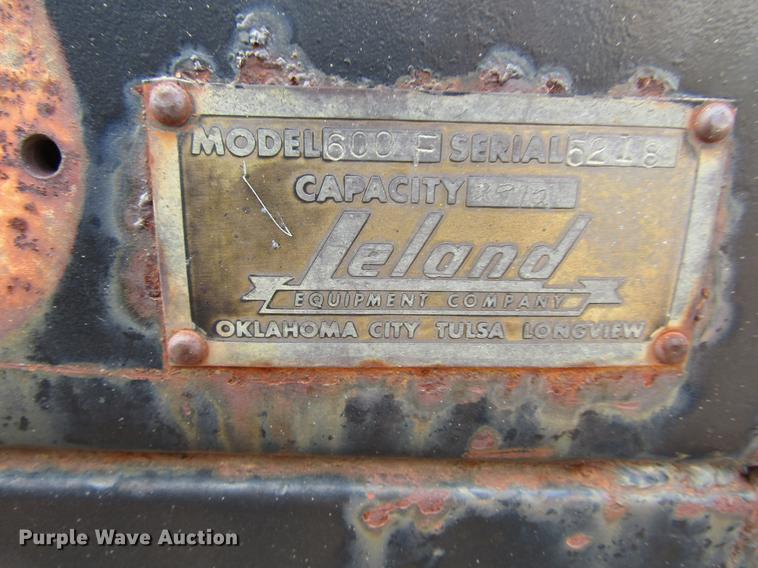 MODEL 600 F SERIAL 5218
CAPACITY
Leland
EQUIPMENT COMPANY
OKLAHOMA CITY TULSA LONGVIEW
Purple Wave Auction